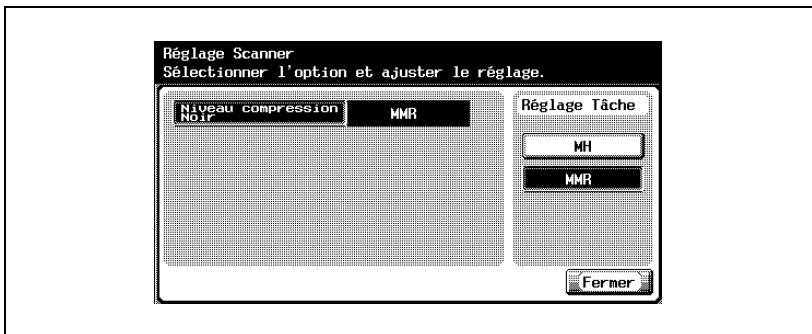 Réglage Scanner
Sélectionner l'option et ajuster le réglage.
Niveau compression
Noir
MMR
Réglage Tâche
MH
MMR
Fermer